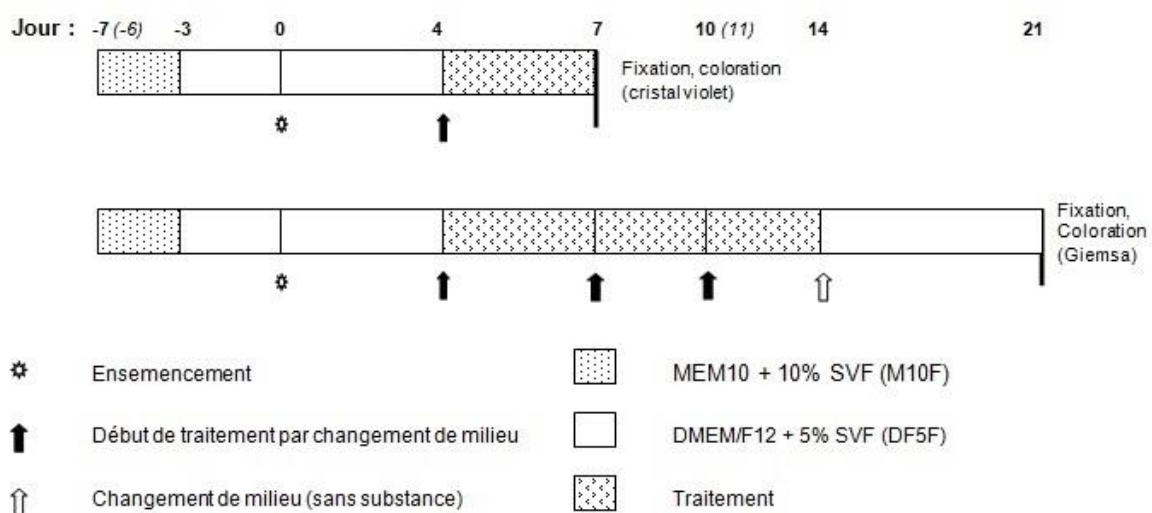 Jour : -7 (-6) -3 0 4 7 10 (11) 14 21
Fixation, coloration
(cristal violet)
Fixation,
Coloration
(Giemsa)
Ensemencement MEM10 + 10% SVF (M10F)
Début de traitement par changement de milieu DMEM/F12 + 5% SVF (DF5F)
Changement de milieu (sans substance) Traitement